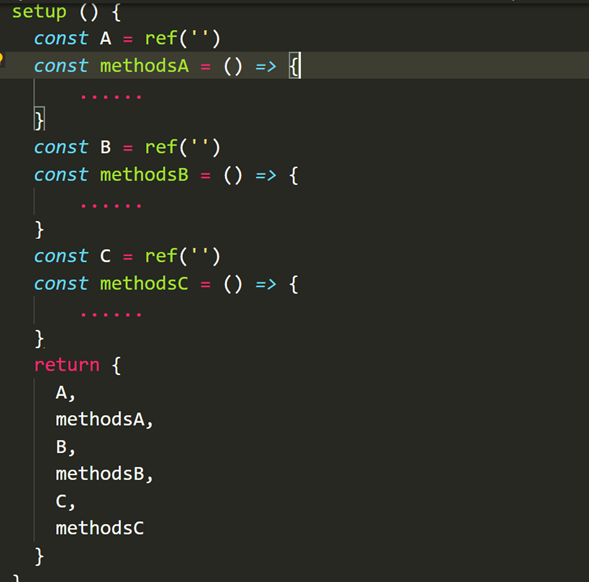 setup () {
  const A = ref('')
  const methodsA = () => {
      ......
  }
  const B = ref('')
  const methodsB = () => {
      ......
  }
  const C = ref('')
  const methodsC = () => {
      ......
  }
  return {
    A,
    methodsA,
    B,
    methodsB,
    C,
    methodsC
  }
}